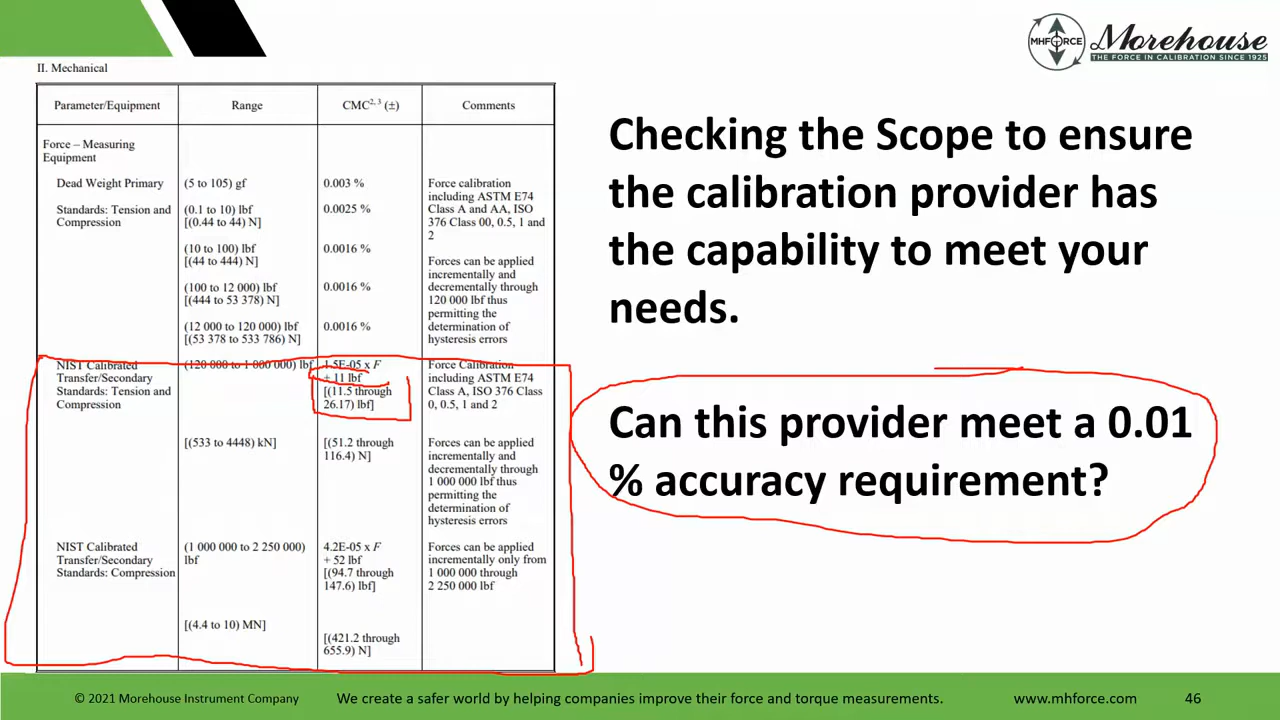 MHFORCE
Morehouse
THE FORCE IN CALIBRATION SINCE 1925
II. Mechanical
Parameter/Equipment Range CMC2, 3 (±) Comments
Force – Measuring
Equipment
Dead Weight Primary
Standards: Tension and
Compression
(5 to 105) gf
(0.1 to 10) lbf
[(0.44 to 44) N]
(10 to 100) lbf
[(44 to 444) N]
(100 to 12 000) lbf
[(444 to 53 378) N]
(12 000 to 120 000) lbf
[(53 378 to 533 786) N]
0.003 %
0.0025 %
0.0016 %
0.0016 %
0.0016 %
Force calibration
including ASTM E74
Class A and AA, ISO
376 Class 00, 0.5, 1 and
2
Forces can be applied
incrementally and
decrementally through
120 000 lbf thus
permitting the
determination of
hysteresis errors
NIST Calibrated
Transfer/Secondary
Standards: Tension and
Compression
(120 000 to 1 000 000) lbf
[(533 to 4448) kN]
1.5E-05 x F
+ 11 lbf
[(11.5 through
26.17) lbf]
[(51.2 through
116.4) N]
Force Calibration
including ASTM E74
Class A, ISO 376 Class
0, 0.5, 1 and 2
Forces can be applied
incrementally and
decrementally through
1 000 000 lbf thus
permitting the
determination of
hysteresis errors
NIST Calibrated
Transfer/Secondary
Standards: Compression
(1 000 000 to 2 250 000)
lbf
[(4.4 to 10) MN]
4.2E-05 x F
+ 52 lbf
[(94.7 through
147.6) lbf]
[(421.2 through
655.9) N]
Forces can be applied
incrementally only from
1 000 000 through
2 250 000 lbf
Checking the Scope to ensure
the calibration provider has
the capability to meet your
needs.
Can this provider meet a 0.01
% accuracy requirement?
© 2021 Morehouse Instrument Company
We create a safer world by helping companies improve their force and torque measurements.
www.mhforce.com
46